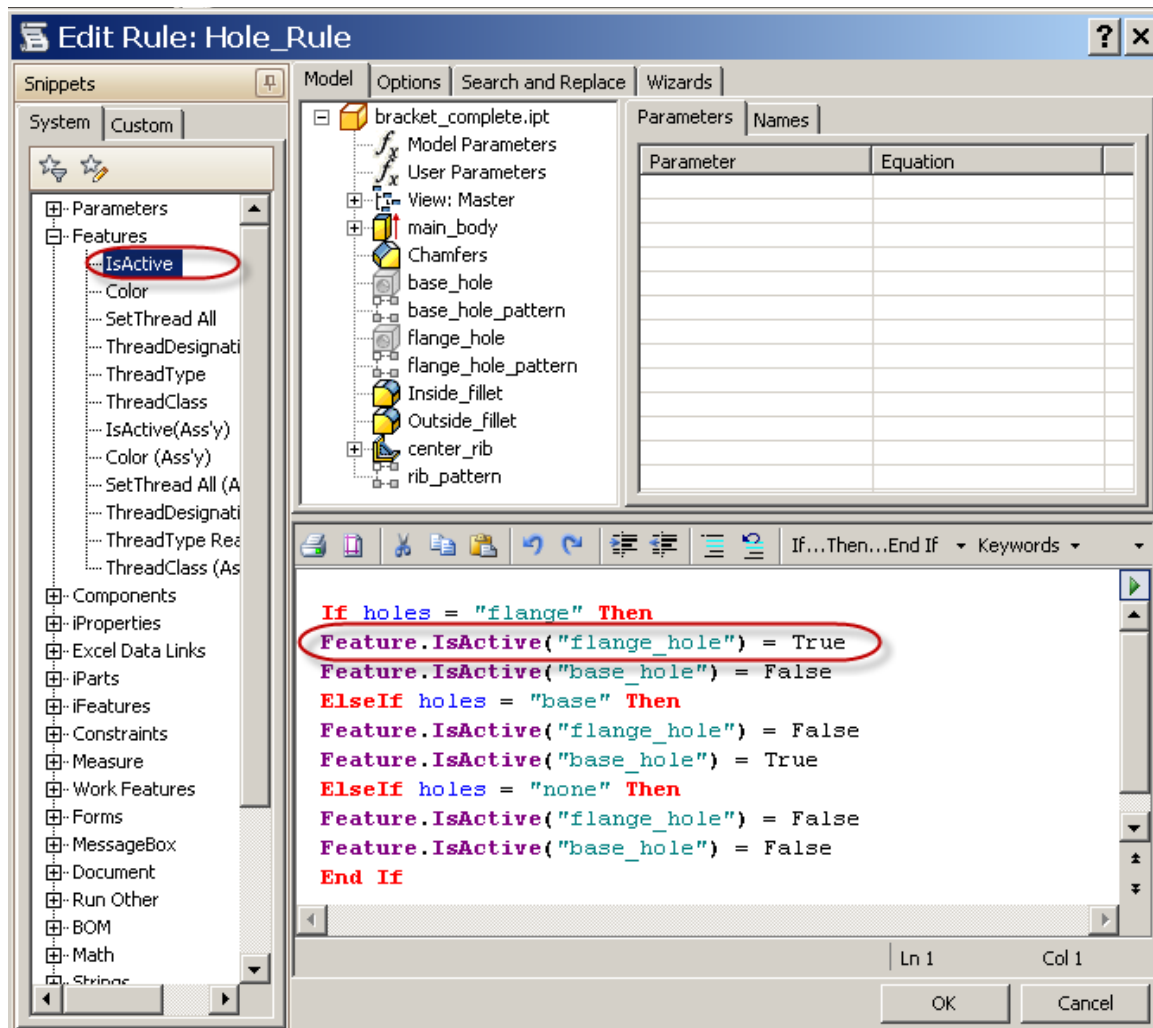 Edit Rule: Hole_Rule
Snippets
System
Custom
Parameters
Features
IsActive
Color
SetThread All
ThreadDesignati
ThreadType
ThreadClass
IsActive(Ass'y)
Color (Ass'y)
SetThread All (A
ThreadDesignati
ThreadType Rea
ThreadClass (As
Components
iProperties
Excel Data Links
iParts
iFeatures
Constraints
Measure
Work Features
Forms
MessageBox
Document
Run Other
BOM
Math
Strings
Model
Options
Search and Replace
Wizards
bracket_complete.ipt
Model Parameters
User Parameters
View: Master
main_body
Chamfers
base_hole
base_hole_pattern
flange_hole
flange_hole_pattern
Inside_fillet
Outside_fillet
center_rib
rib_pattern
Parameters
Names
Parameter
Equation
If...Then...End If
Keywords
If holes = "flange" Then
Feature.IsActive("flange_hole") = True
Feature.IsActive("base_hole") = False
ElseIf holes = "base" Then
Feature.IsActive("flange_hole") = False
Feature.IsActive("base_hole") = True
ElseIf holes = "none" Then
Feature.IsActive("flange_hole") = False
Feature.IsActive("base_hole") = False
End If
Ln 1
Col 1
OK
Cancel